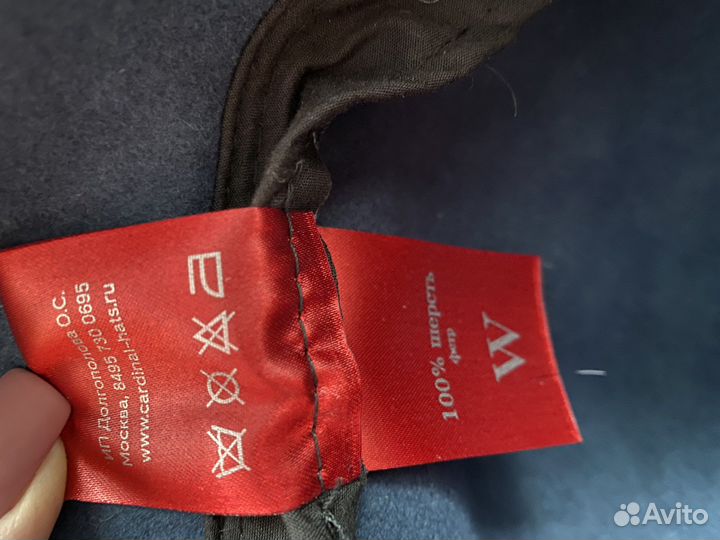 ИП Долгополова О.С.
Москва, 8495 730 0695
www.cardinal-hats.ru
100% шерсть
фетр
W
Avito